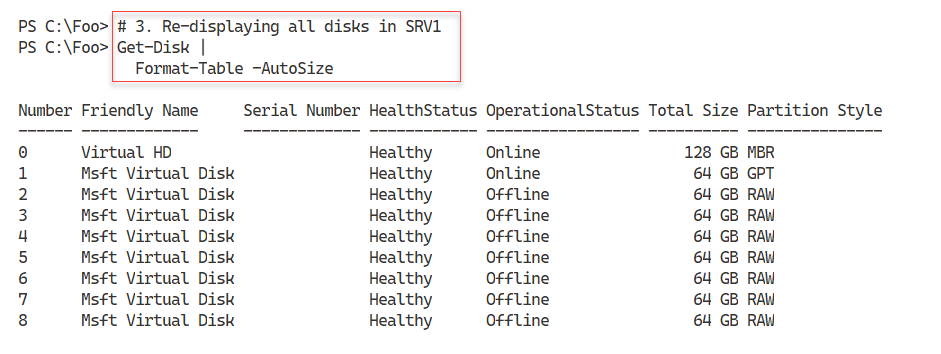 PS C:\Foo> # 3. Re-displaying all disks in SRV1
PS C:\Foo> Get-Disk |
  Format-Table -AutoSize
Number Friendly Name     Serial Number HealthStatus OperationalStatus Total Size Partition Style
------ -------------     ------------- ------------ ----------------- ---------- ---------------
0      Virtual HD                      Healthy      Online                128 GB MBR
1      Msft Virtual Disk               Healthy      Online                 64 GB GPT
2      Msft Virtual Disk               Healthy      Offline                64 GB RAW
3      Msft Virtual Disk               Healthy      Offline                64 GB RAW
4      Msft Virtual Disk               Healthy      Offline                64 GB RAW
5      Msft Virtual Disk               Healthy      Offline                64 GB RAW
6      Msft Virtual Disk               Healthy      Offline                64 GB RAW
7      Msft Virtual Disk               Healthy      Offline                64 GB RAW
8      Msft Virtual Disk               Healthy      Offline                64 GB RAW